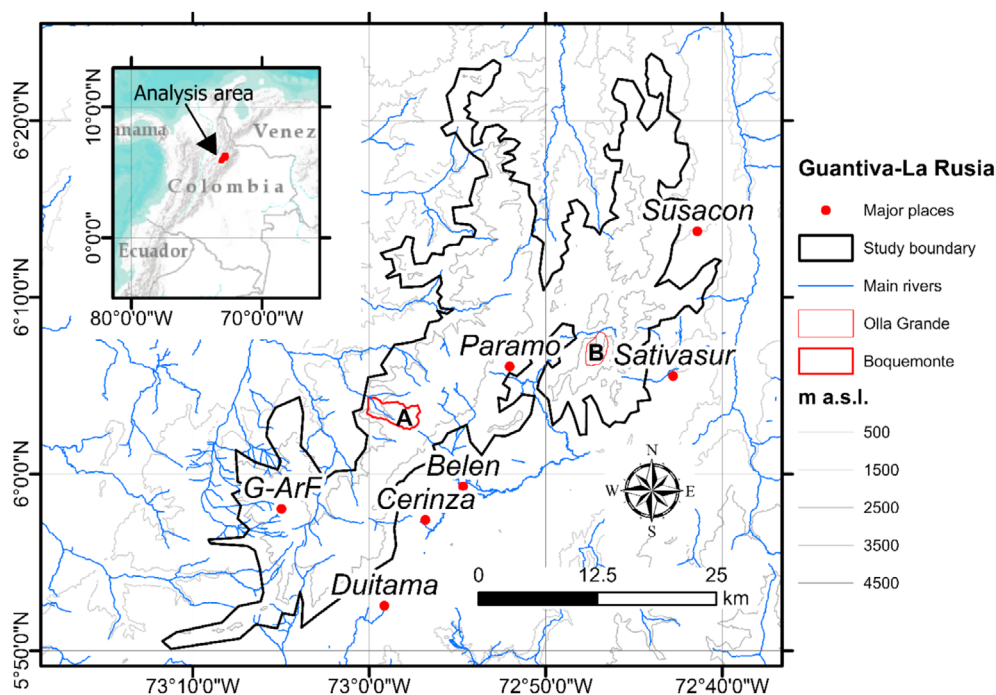 Analysis area
anama
Venez
Colombia
Ecuador
10°0'0"N
0°0'0"
80°0'0"W
70°0'0"W
6°20'0"N
6°10'0"N
6°0'0"N
5°50'0"N
73°10'0"W
73°0'0"W
72°50'0"W
72°40'0"W
Susacon
Paramo
B
Sativasur
A
Belen
G-ArF
Cerinza
Duitama
N
W
E
S
0
12.5
25
km
Guantiva-La Rusia
Major places
Study boundary
Main rivers
Olla Grande
Boquemonte
m a.s.l.
500
1500
2500
3500
4500